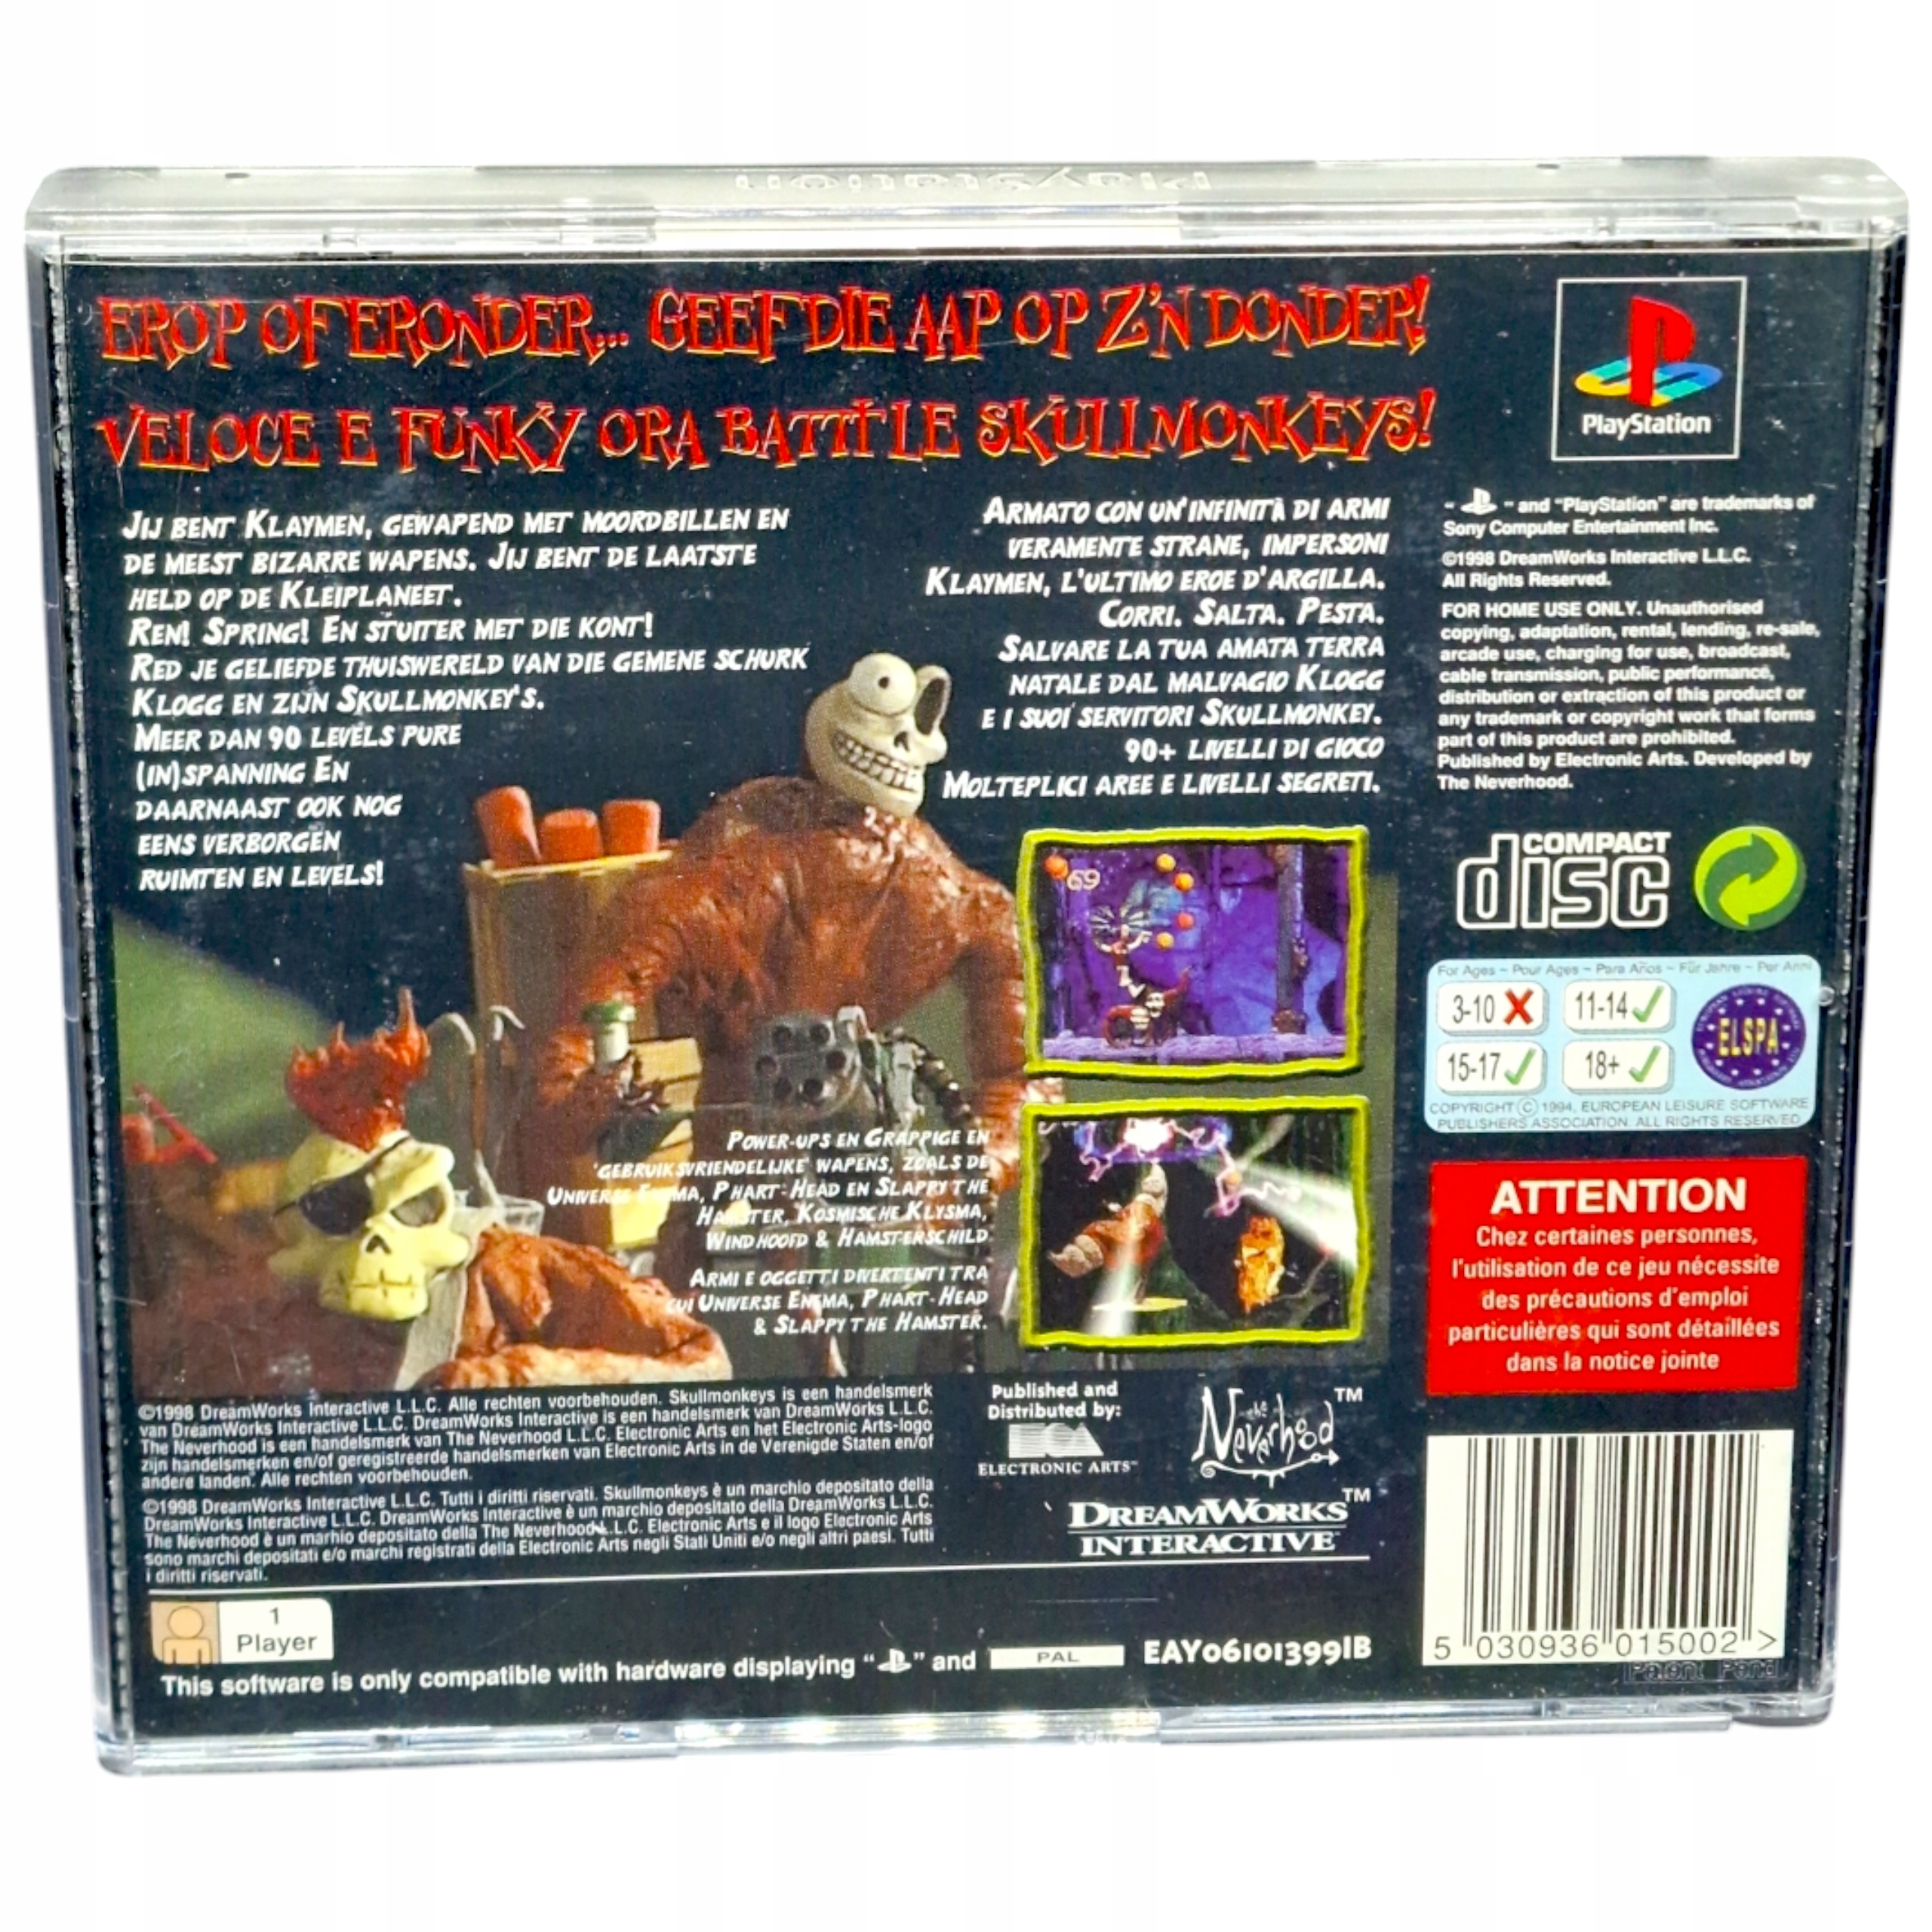 EROP OF ERONDER... GEEF DIE AAP OP Z'N DONDER!
VELOCE E FUNKY ORA BATTTLE SKULLMONKEYS!
JIJ BENT KLAYMEN, GEWAPEND MET MOORDBILLEN EN
DE MEEST BIZARRE WAPENS. JIJ BENT DE LAATSTE
HELD OP DE KLEIPLANEET.
REN! SPRING! EN STUITER MET DIE KONT!
RED JE GELIEFDE THUISWERELD VAN DIE GEMENE SCHURK
KLOGG EN ZIJN SKULLMONKEY'S.
MEER DAN 90 LEVELS PURE
(IN)SPANNING EN
DAARNAAST OOK NOG
EENS VERBORGEN
RUIMTEN EN LEVELS!
ARMATO CON UN'INFINITÀ DI ARMI
VERAMENTE STRANE, IMPERSONI
KLAYMEN, L'ULTIMO EROE D'ARGILLA.
CORRI. SALTA. PESTA.
SALVARE LA TUA AMATA TERRA
NATALE DAL MALVAGIO KLOGG
E I SUOI SERVITORI SKULLMONKEY.
90+ LIVELLI DI GIOCO
MOLTEPLICI AREE E LIVELLI SEGRETI.
69
POWER-UPS EN GRAPPIGE EN
'GEBRUIKSVRIENDELIJKE' WAPENS, ZOALS DE
UNIVERSE ENEMA, PHART-HEAD EN SLAPPY THE
HAMSTER, KOSMISCHE KLYSMA,
WINDHOOFD & HAMSTERSCHILD
ARMI E OGGETTI DIVERTENTI TRA
CUI UNIVERSE ENEMA, PHART-HEAD
& SLAPPY THE HAMSTER.
PlayStation
" " and "PlayStation" are trademarks of
Sony Computer Entertainment Inc.
©1998 DreamWorks Interactive L.L.C.
All Rights Reserved.
FOR HOME USE ONLY. Unauthorised
copying, adaptation, rental, lending, re-sale,
arcade use, charging for use, broadcast,
cable transmission, public performance,
distribution or extraction of this product or
any trademark or copyright work that forms
part of this product are prohibited.
Published by Electronic Arts. Developed by
The Neverhood.
COMPACT
disc
For Ages ~ Pour Ages ~ Para Años ~ Für Jahre ~ Per Anni
3-10 11-14
15-17 18+
ELSPA
COPYRIGHT © 1994, EUROPEAN LEISURE SOFTWARE
PUBLISHERS ASSOCIATION. ALL RIGHTS RESERVED
ATTENTION
Chez certaines personnes,
l'utilisation de ce jeu nécessite
des précautions d'emploi
particulières qui sont détaillées
dans la notice jointe
©1998 DreamWorks Interactive L.L.C. Alle rechten voorbehouden. Skullmonkeys is een handelsmerk
van DreamWorks Interactive L.L.C. DreamWorks Interactive is een handelsmerk van DreamWorks L.L.C.
The Neverhood is een handelsmerk van The Neverhood L.L.C. Electronic Arts en het Electronic Arts-logo
zijn handelsmerken en/of geregistreerde handelsmerken van Electronic Arts in de Verenigde Staten en/of
andere landen. Alle rechten voorbehouden.
©1998 DreamWorks Interactive L.L.C. Tutti i diritti riservati. Skullmonkeys è un marchio depositato della
DreamWorks Interactive L.L.C. DreamWorks Interactive è un marchio depositato della DreamWorks L.L.C.
The Neverhood è un marhio depositato della The Neverhood L.L.C. Electronic Arts e il logo Electronic Arts
sono marchi depositati e/o marchi registrati della Electronic Arts negli Stati Uniti e/o negli altri paesi. Tutti
i diritti riservati.
Published and
Distributed by:
EA
ELECTRONIC ARTS™
the Neverhood™
DREAMWORKS™
INTERACTIVE
1
Player
This software is only compatible with hardware displaying " " and PAL
EAY06101399IB
5 030936 015002 >
Patent Pend